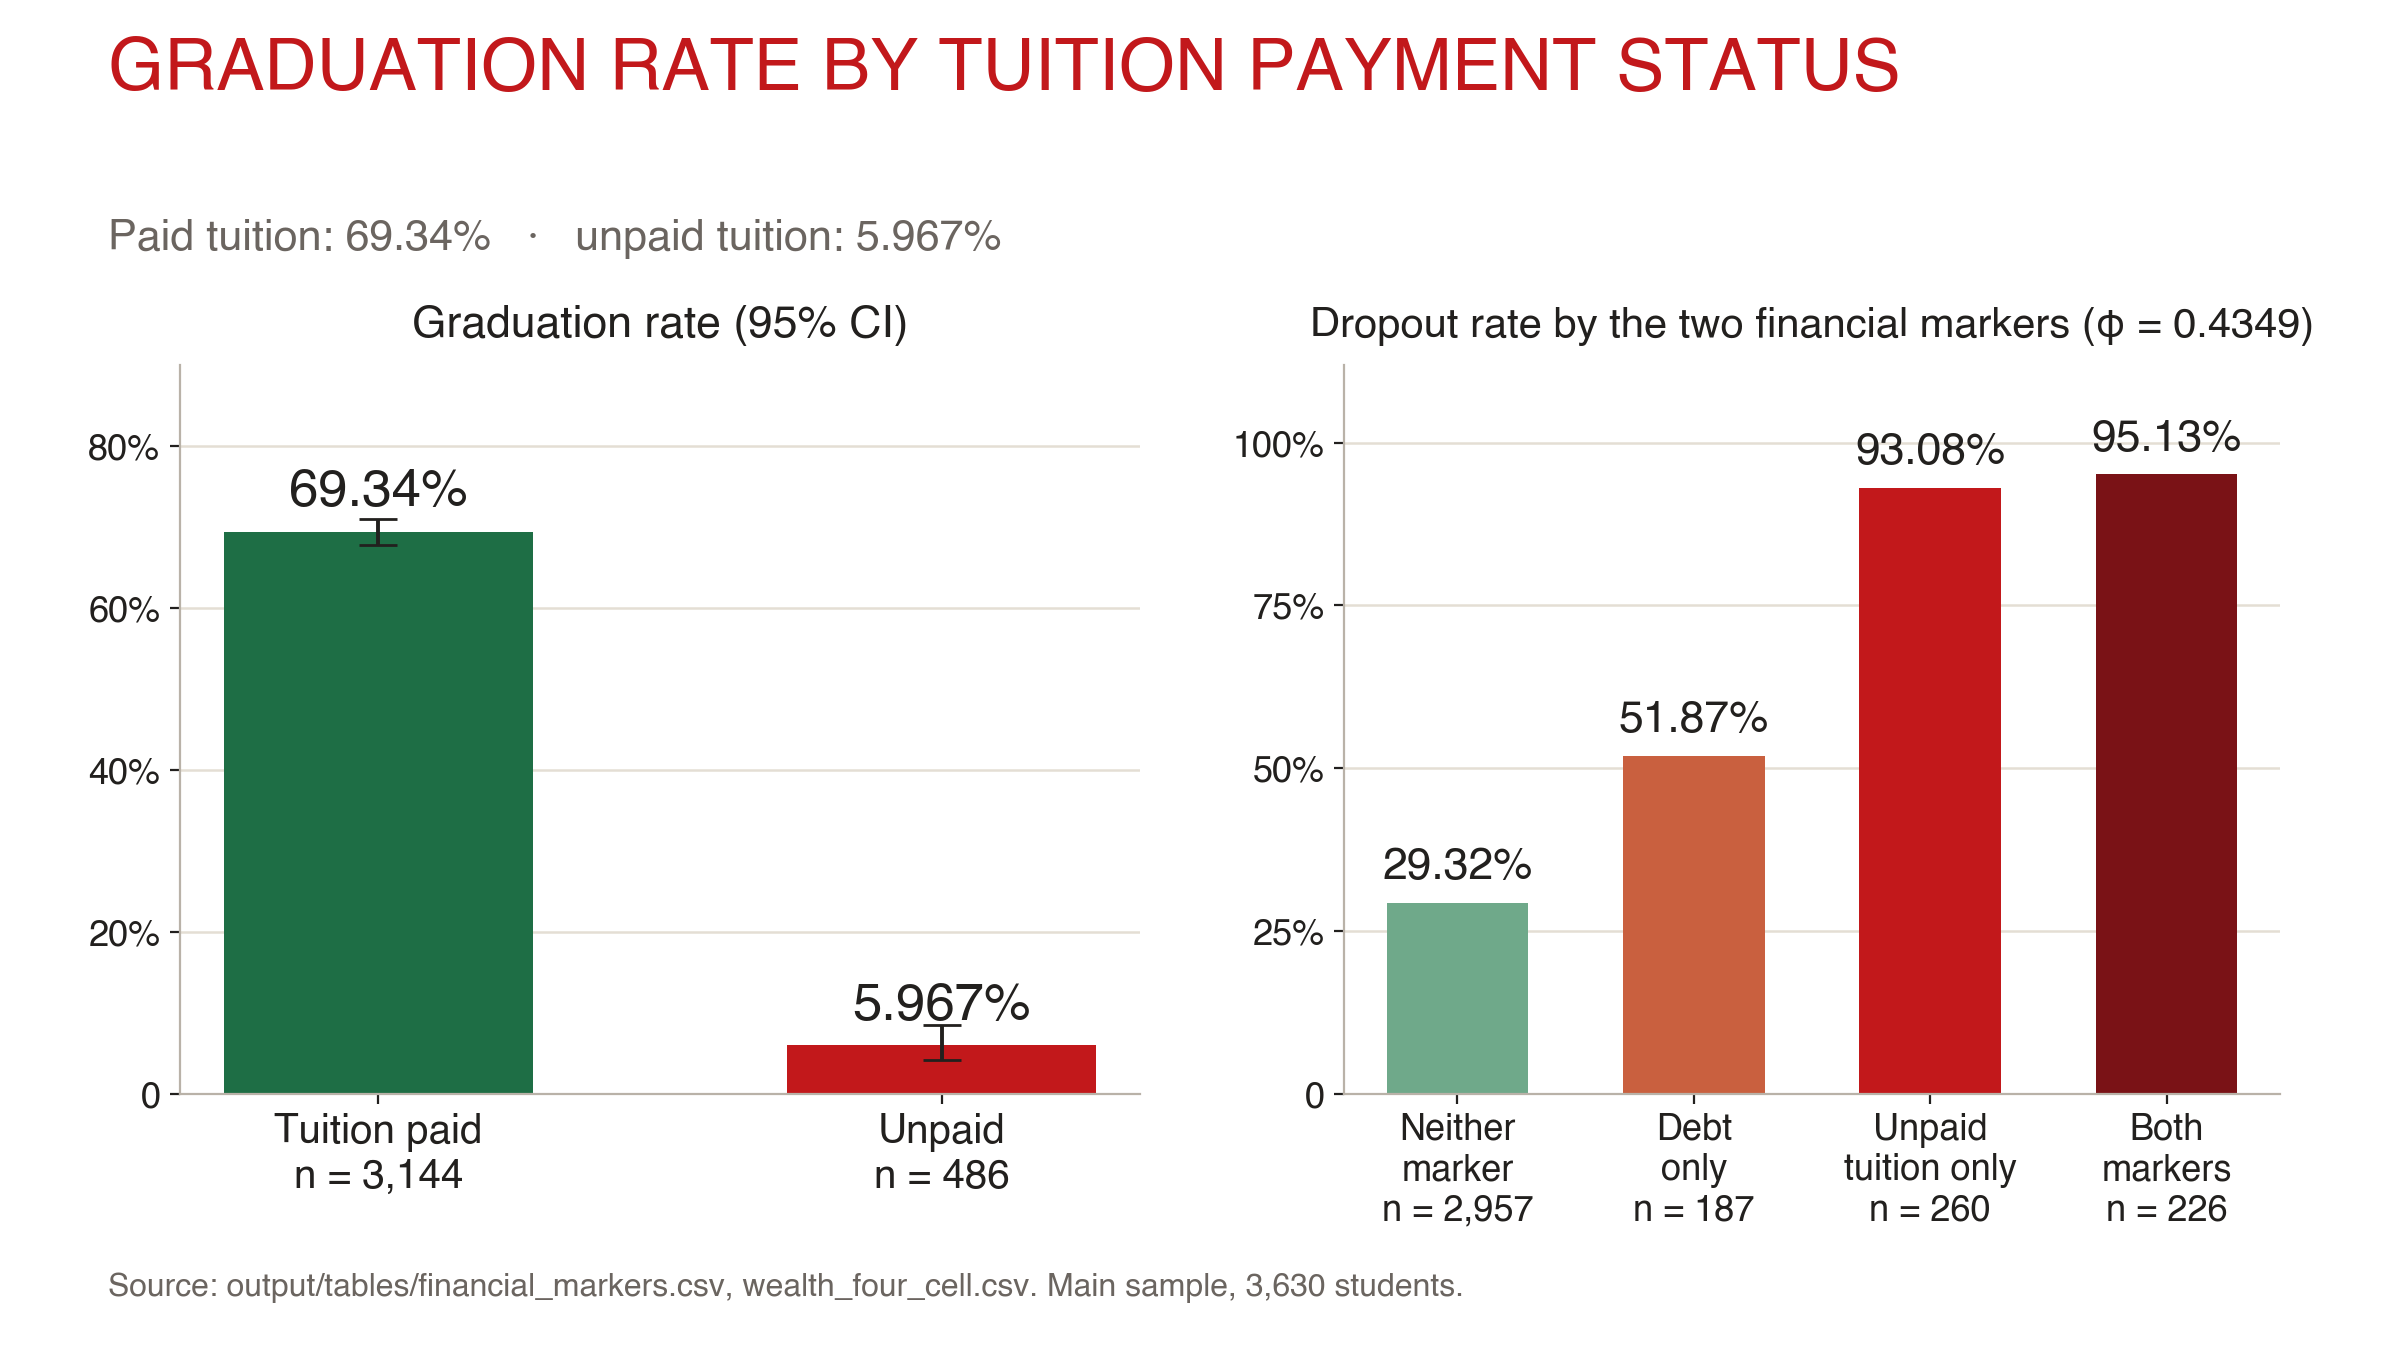 GRADUATION RATE BY TUITION PAYMENT STATUS
Paid tuition: 69.34% · unpaid tuition: 5.967%
Graduation rate (95% CI)
80%
60%
40%
20%
0
69.34%
5.967%
Tuition paid
n = 3,144
Unpaid
n = 486
Dropout rate by the two financial markers (ϕ = 0.4349)
100%
75%
50%
25%
0
29.32%
51.87%
93.08%
95.13%
Neither
marker
n = 2,957
Debt
only
n = 187
Unpaid
tuition only
n = 260
Both
markers
n = 226
Source: output/tables/financial_markers.csv, wealth_four_cell.csv. Main sample, 3,630 students.